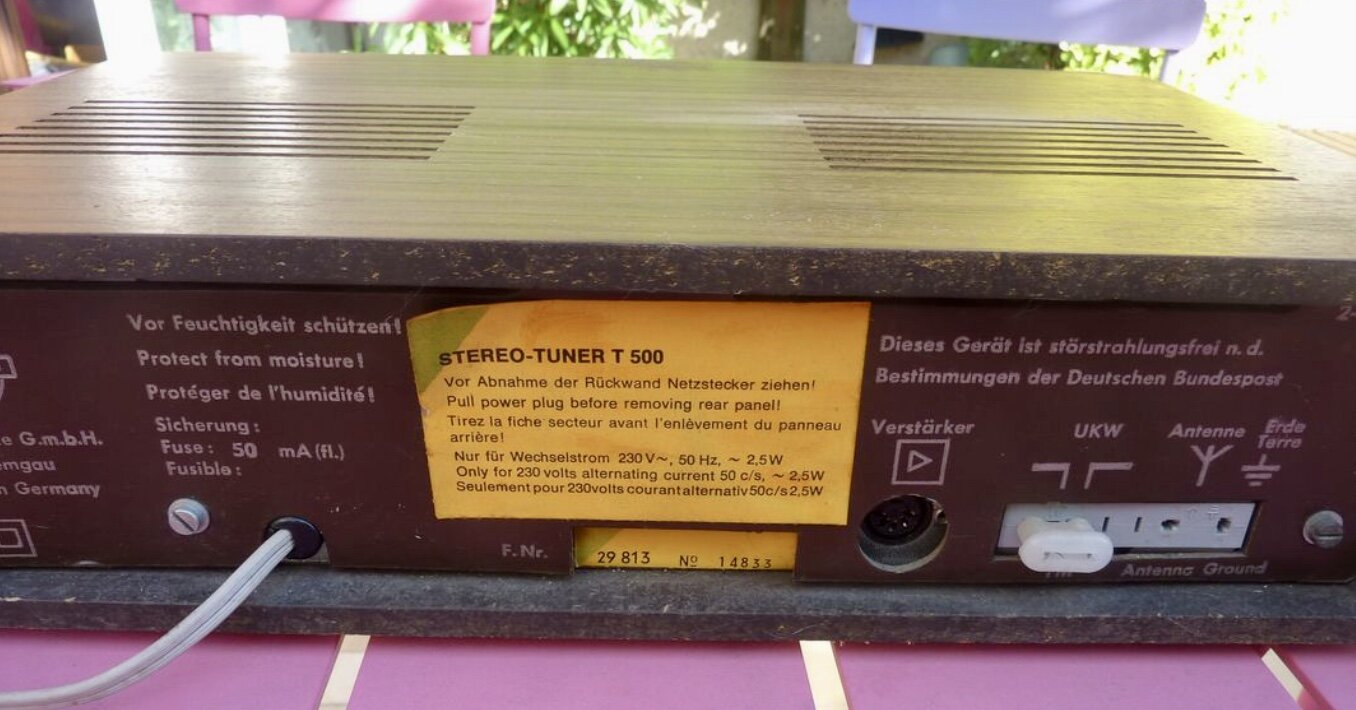 G.m.b.H.
Germany
Vor Feuchtigkeit schützen!
Protect from moisture!
Protéger de l'humidité!
Sicherung:
Fuse: 50 mA (fl.)
Fusible:
STEREO-TUNER T 500
Vor Abnahme der Rückwand Netzstecker ziehen!
Pull power plug before removing rear panel!
Tirez la fiche secteur avant l'enlèvement du panneau
arrière!
Nur für Wechselstrom 230 V~, 50 Hz, ~ 2,5W
Only for 230 volts alternating current 50 c/s, ~ 2,5W
Seulement pour 230volts courant alternativ 50c/s 2,5W
F.Nr. 29 813 Nº 14833
Dieses Gerät ist störstrahlungsfrei n. d.
Bestimmungen der Deutschen Bundespost
Verstärker
UKW
Antenne
Erde
Terre
Antenna Ground